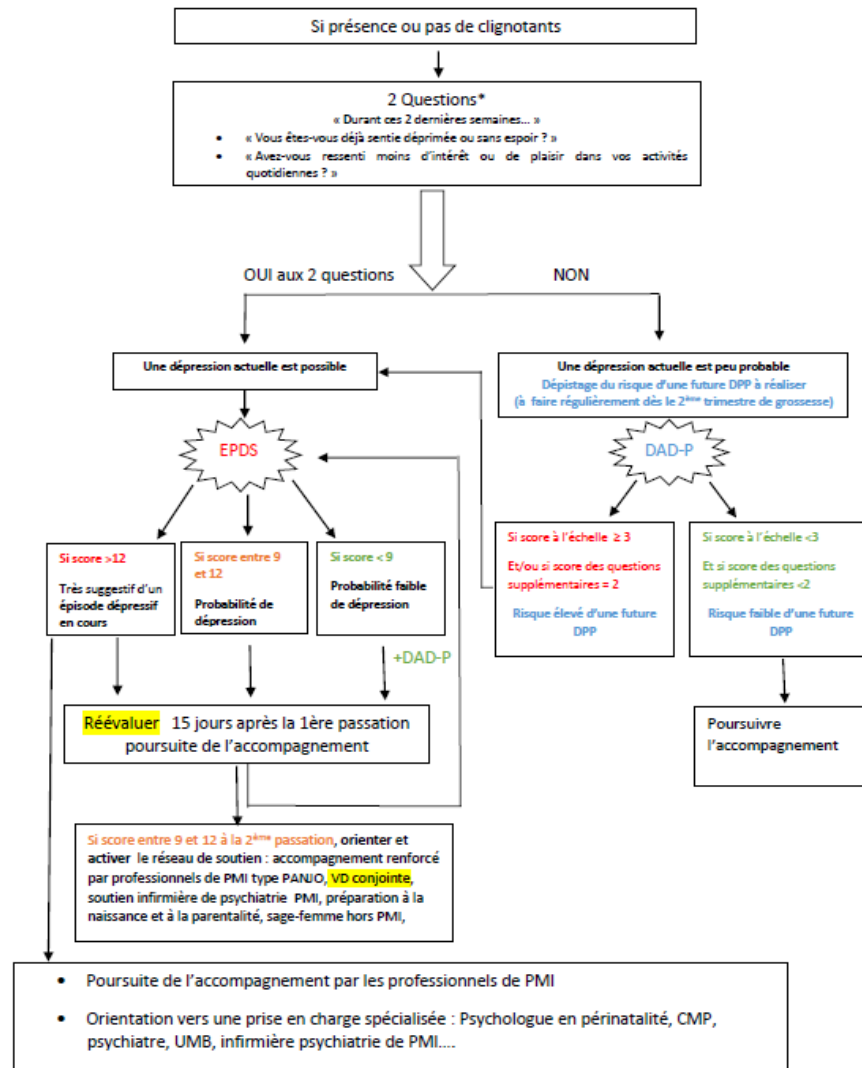 Si présence ou pas de clignotants
2 Questions*
« Durant ces 2 dernières semaines... »
• « Vous êtes-vous déjà sentie déprimée ou sans espoir ? »
• « Avez-vous ressenti moins d'intérêt ou de plaisir dans vos activités
quotidiennes ? »
OUI aux 2 questions
NON
Une dépression actuelle est possible
Une dépression actuelle est peu probable
Dépistage du risque d'une future DPP à réaliser
(à faire régulièrement dès le 2ème trimestre de grossesse)
EPDS
DAD-P
Si score >12
Très suggestif d'un
épisode dépressif
en cours
Si score entre 9
et 12
Probabilité de
dépression
Si score < 9
Probabilité faible
de dépression
Si score à l'échelle ≥ 3
Et/ou si score des questions
supplémentaires = 2
Risque élevé d'une future
DPP
Si score à l'échelle <3
Et si score des questions
supplémentaires <2
Risque faible d'une future
DPP
+DAD-P
Réévaluer 15 jours après la 1ère passation
poursuite de l'accompagnement
Poursuivre
l'accompagnement
Si score entre 9 et 12 à la 2ème passation, orienter et
activer le réseau de soutien : accompagnement renforcé
par professionnels de PMI type PANJO, VD conjointe,
soutien infirmière de psychiatrie PMI, préparation à la
naissance et à la parentalité, sage-femme hors PMI,
• Poursuite de l'accompagnement par les professionnels de PMI
• Orientation vers une prise en charge spécialisée : Psychologue en périnatalité, CMP,
psychiatre, UMB, infirmière psychiatrie de PMI....